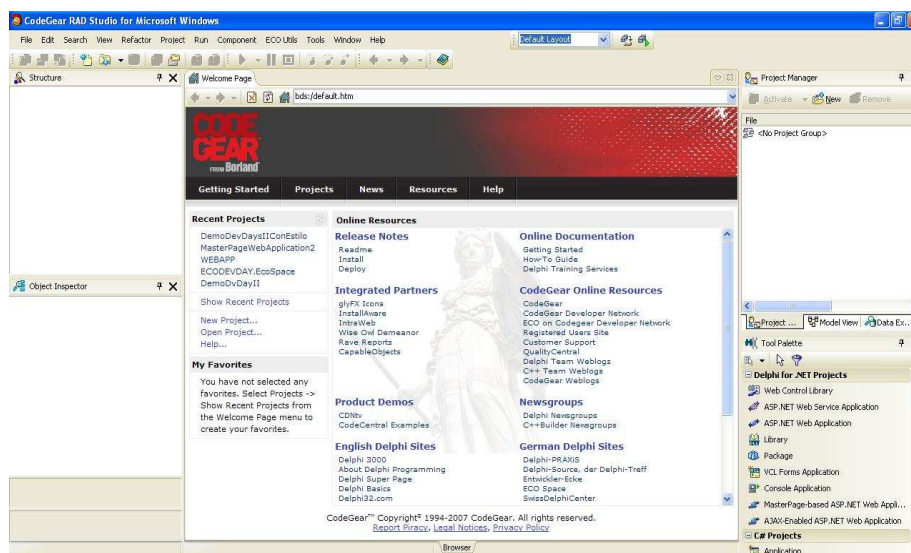 CodeGear RAD Studio for Microsoft Windows
File Edit Search View Refactor Project Run Component ECO Utils Tools Window Help
Default Layout
Structure
Welcome Page
bds:/default.htm
CODE
GEAR
FROM Borland
Getting Started Projects News Resources Help
Recent Projects
DemoDevDaysIIConEstilo
MasterPageWebApplication2
WEBAPP
ECODEVDAY.EcoSpace
DemoDvDayII
Show Recent Projects
New Project...
Open Project...
Help...
My Favorites
You have not selected any
favorites. Select Projects ->
Show Recent Projects from
the Welcome Page menu to
create your favorites.
Online Resources
Release Notes
Readme
Install
Deploy
Integrated Partners
glyFX Icons
InstallAware
IntraWeb
Wise Owl Demeanor
Rave Reports
CapableObjects
Product Demos
CDNtv
CodeCentral Examples
English Delphi Sites
Delphi 3000
About Delphi Programming
Delphi Super Page
Delphi Basics
Delphi32.com
Online Documentation
Getting Started
How-To Guide
Delphi Training Services
CodeGear Online Resources
CodeGear
CodeGear Developer Network
ECO on Codegear Developer Network
Registered Users Site
Customer Support
QualityCentral
Delphi Team Weblogs
C++ Team Weblogs
CodeGear Weblogs
Newsgroups
Delphi Newsgroups
C++Builder Newsgroups
German Delphi Sites
Delphi-PRAXiS
Delphi-Source, der Delphi-Treff
Entwickler-Ecke
ECO Space
SwissDelphiCenter
CodeGear™ Copyright© 1994-2007 CodeGear. All rights reserved.
Report Piracy, Legal Notices, Privacy Policy
Browser
Object Inspector
Project Manager
Activate New Remove
File
<No Project Group>
Project ... Model View Data Ex...
Tool Palette
Delphi for .NET Projects
Web Control Library
ASP.NET Web Service Application
ASP.NET Web Application
Library
Package
VCL Forms Application
Console Application
MasterPage-based ASP.NET Web Appli...
AJAX-Enabled ASP.NET Web Application
C# Projects
Application